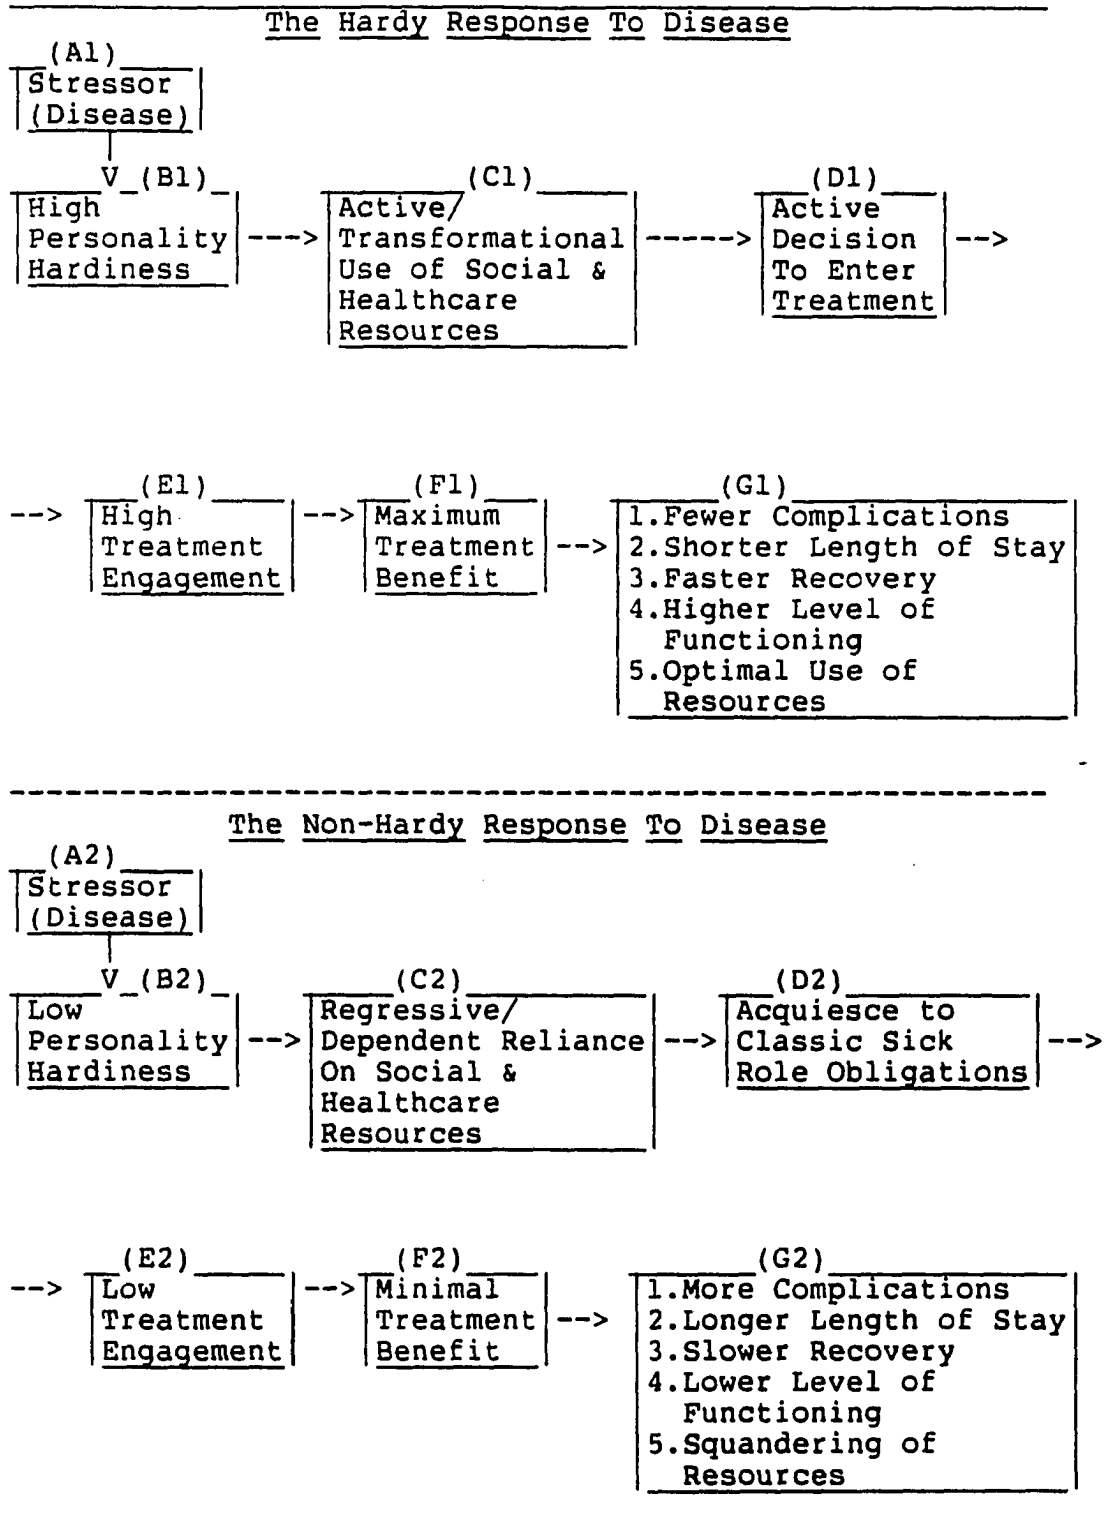 The Hardy Response To Disease
(A1)
Stressor
(Disease)
V (B1)
High
Personality
Hardiness
--->
(C1)
Active/
Transformational
Use of Social &
Healthcare
Resources
----->
(D1)
Active
Decision
To Enter
Treatment
-->
-->
(E1)
High
Treatment
Engagement
-->
(F1)
Maximum
Treatment
Benefit
-->
(G1)
1.Fewer Complications
2.Shorter Length of Stay
3.Faster Recovery
4.Higher Level of
Functioning
5.Optimal Use of
Resources
The Non-Hardy Response To Disease
(A2)
Stressor
(Disease)
V (B2)
Low
Personality
Hardiness
-->
(C2)
Regressive/
Dependent Reliance
On Social &
Healthcare
Resources
-->
(D2)
Acquiesce to
Classic Sick
Role Obligations
-->
-->
(E2)
Low
Treatment
Engagement
-->
(F2)
Minimal
Treatment
Benefit
-->
(G2)
1.More Complications
2.Longer Length of Stay
3.Slower Recovery
4.Lower Level of
Functioning
5.Squandering of
Resources